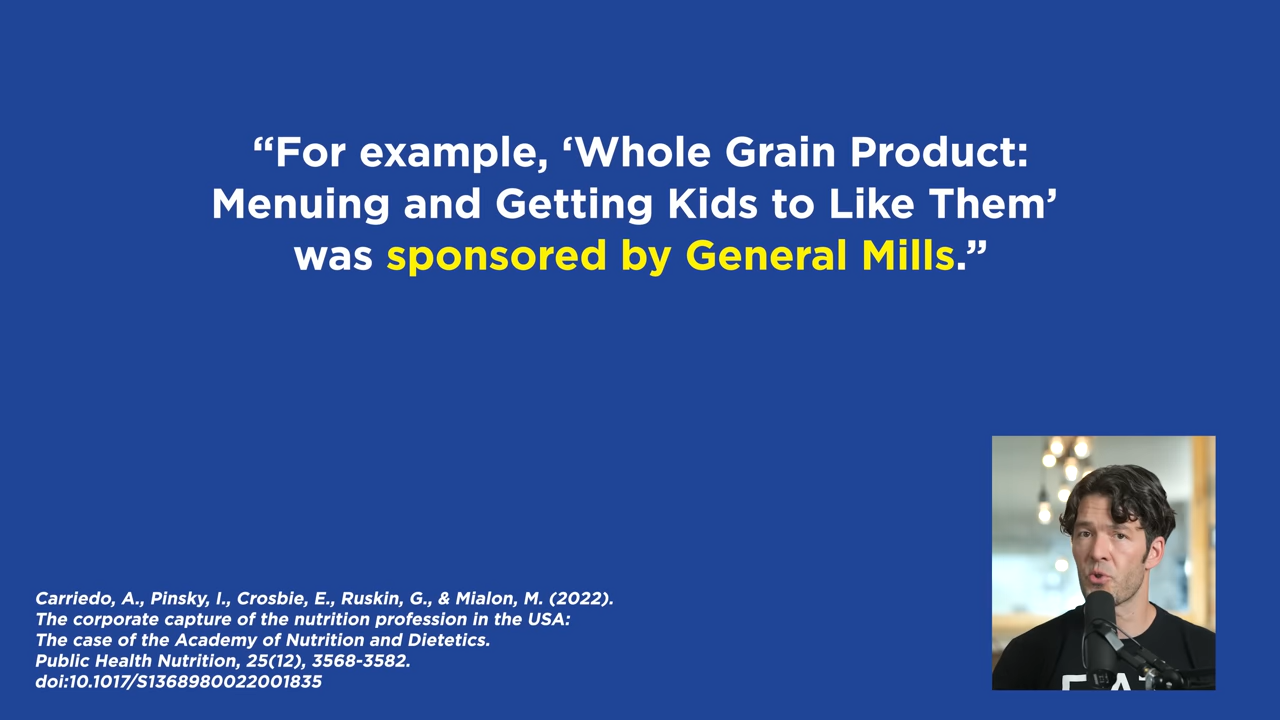 “For example, ‘Whole Grain Product:
Menuing and Getting Kids to Like Them’
was sponsored by General Mills.”
Carriedo, A., Pinsky, I., Crosbie, E., Ruskin, G., & Mialon, M. (2022).
The corporate capture of the nutrition profession in the USA:
The case of the Academy of Nutrition and Dietetics.
Public Health Nutrition, 25(12), 3568-3582.
doi:10.1017/S1368980022001835